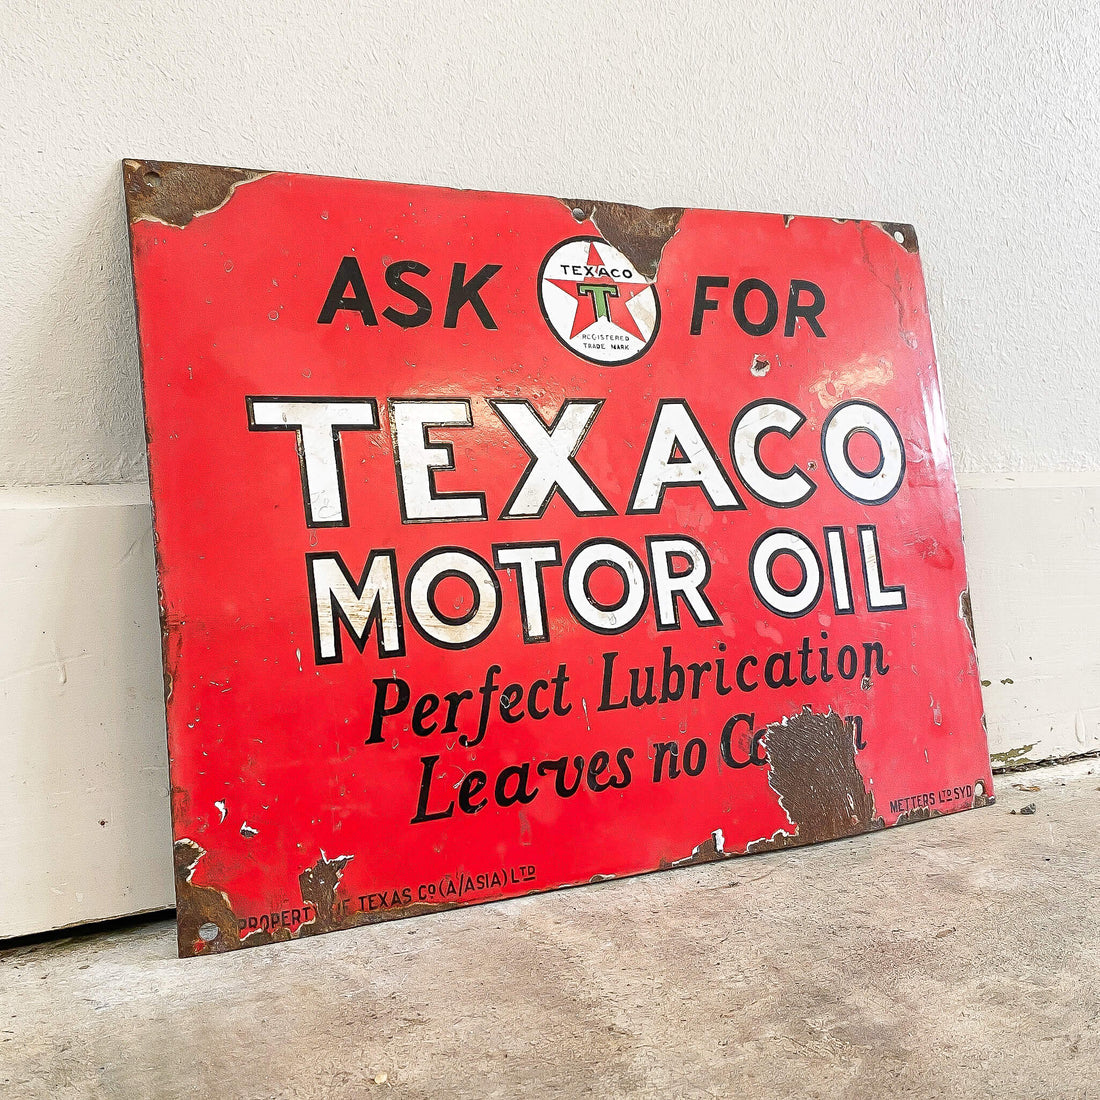 ASK FOR
TEXACO
T
REGISTERED
TRADE MARK
TEXACO
MOTOR OIL
Perfect Lubrication
Leaves no
METTERS LTD SYD
TEXAS Co (A/ASIA) LTD